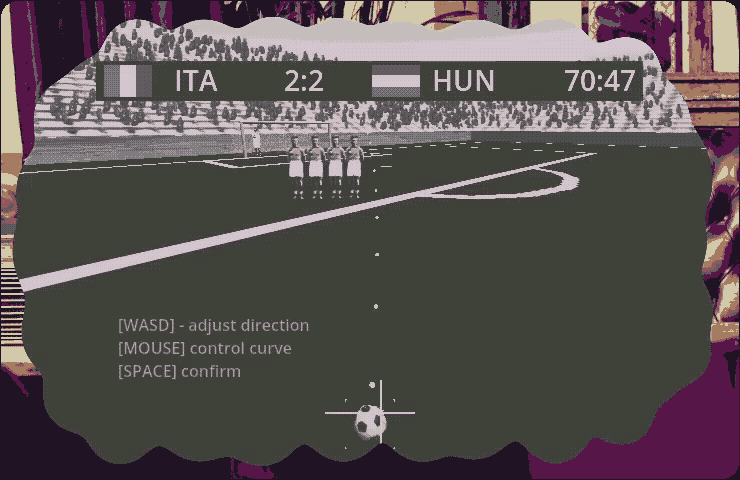 ITA 2:2 HUN 70:47
[WASD] - adjust direction
[MOUSE] control curve
[SPACE] confirm